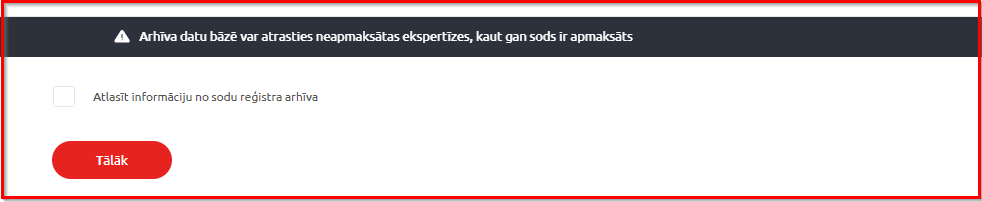 Arhīva datu bāzē var atrasties neapmaksātas ekspertīzes, kaut gan sods ir apmaksāts
Atlasīt informāciju no sodu reģistra arhīva
Tālāk